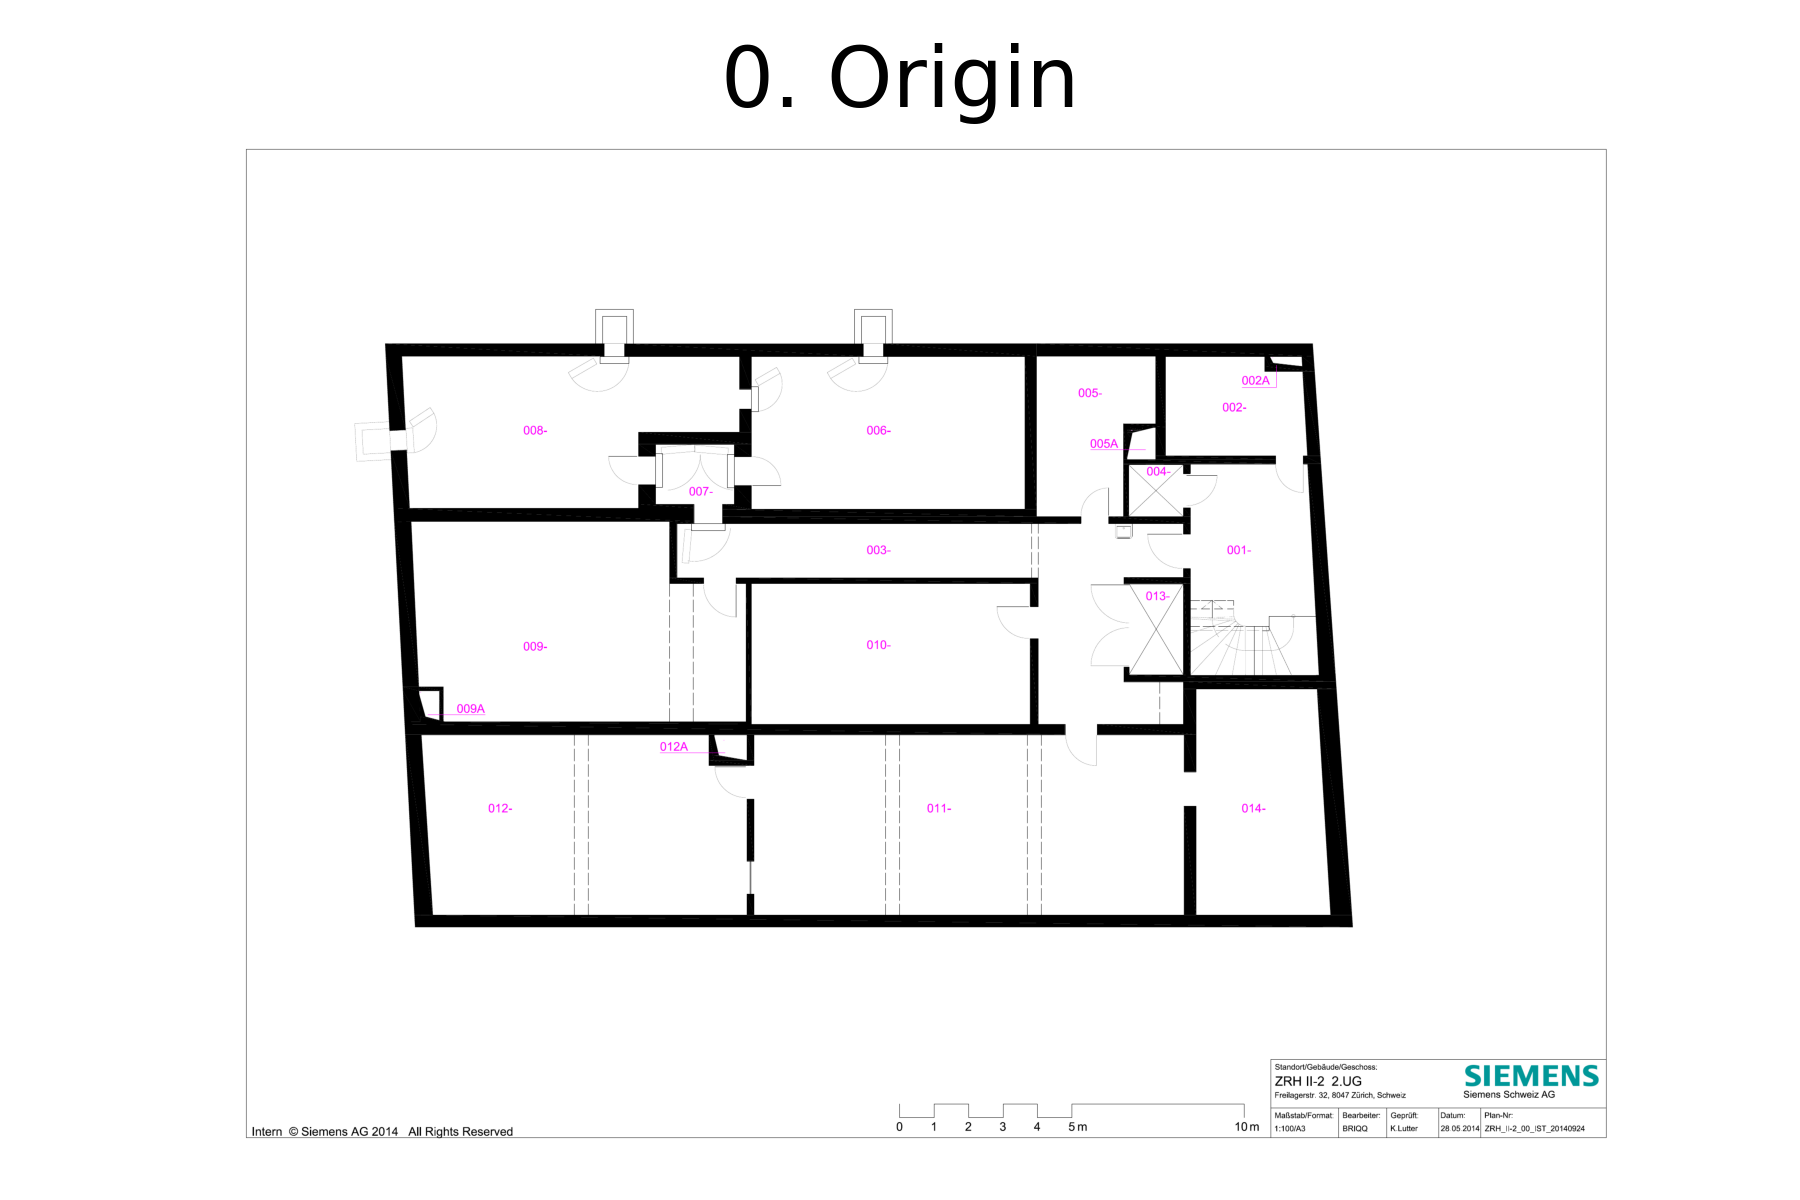 0. Origin
002A
005-
002-
008-
006-
005A
004-
007-
003-
001-
013-
009-
010-
009A
012A
012-
011-
014-
Standort/Gebäude/Geschoss:
ZRH II-2 2.UG
Freilagerstr. 32, 8047 Zürich, Schweiz
SIEMENS
Siemens Schweiz AG
Maßstab/Format: Bearbeiter: Geprüft: Datum: Plan-Nr:
1:100/A3 BRIQQ K.Lutter 28.05.2014 ZRH_II-2_00_IST_20140924
0 1 2 3 4 5 m 10 m
Intern © Siemens AG 2014 All Rights Reserved